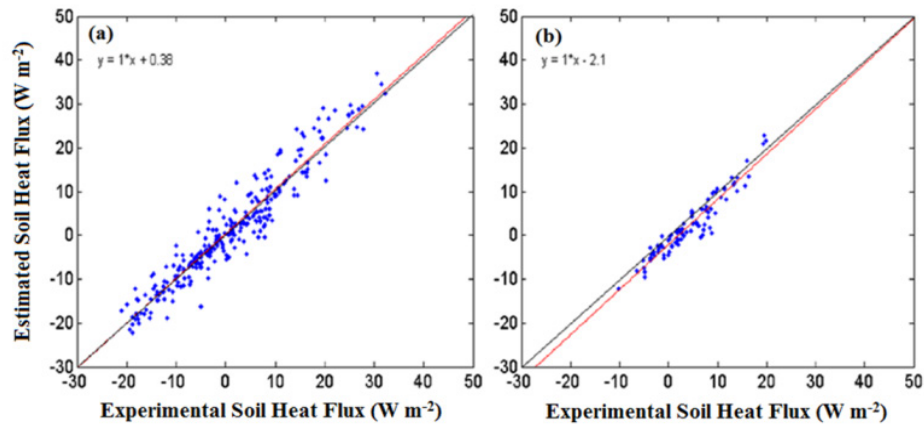 (a)
y = 1*x + 0.38
50
40
30
20
10
0
-10
-20
-30
-30 -20 -10 0 10 20 30 40 50
Estimated Soil Heat Flux (W m-2)
Experimental Soil Heat Flux (W m-2)
(b)
y = 1*x - 2.1
50
40
30
20
10
0
-10
-20
-30
-30 -20 -10 0 10 20 30 40 50
Experimental Soil Heat Flux (W m-2)